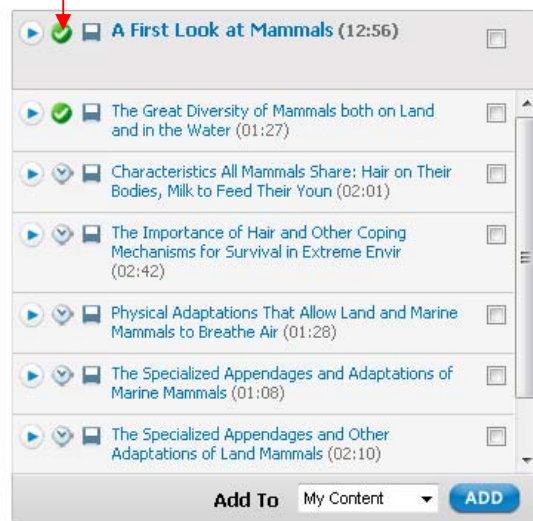 A First Look at Mammals (12:56)
The Great Diversity of Mammals both on Land
and in the Water (01:27)
Characteristics All Mammals Share: Hair on Their
Bodies, Milk to Feed Their Youn (02:01)
The Importance of Hair and Other Coping
Mechanisms for Survival in Extreme Envir
(02:42)
Physical Adaptations That Allow Land and Marine
Mammals to Breathe Air (01:28)
The Specialized Appendages and Adaptations of
Marine Mammals (01:08)
The Specialized Appendages and Other
Adaptations of Land Mammals (02:10)
Add To My Content ADD